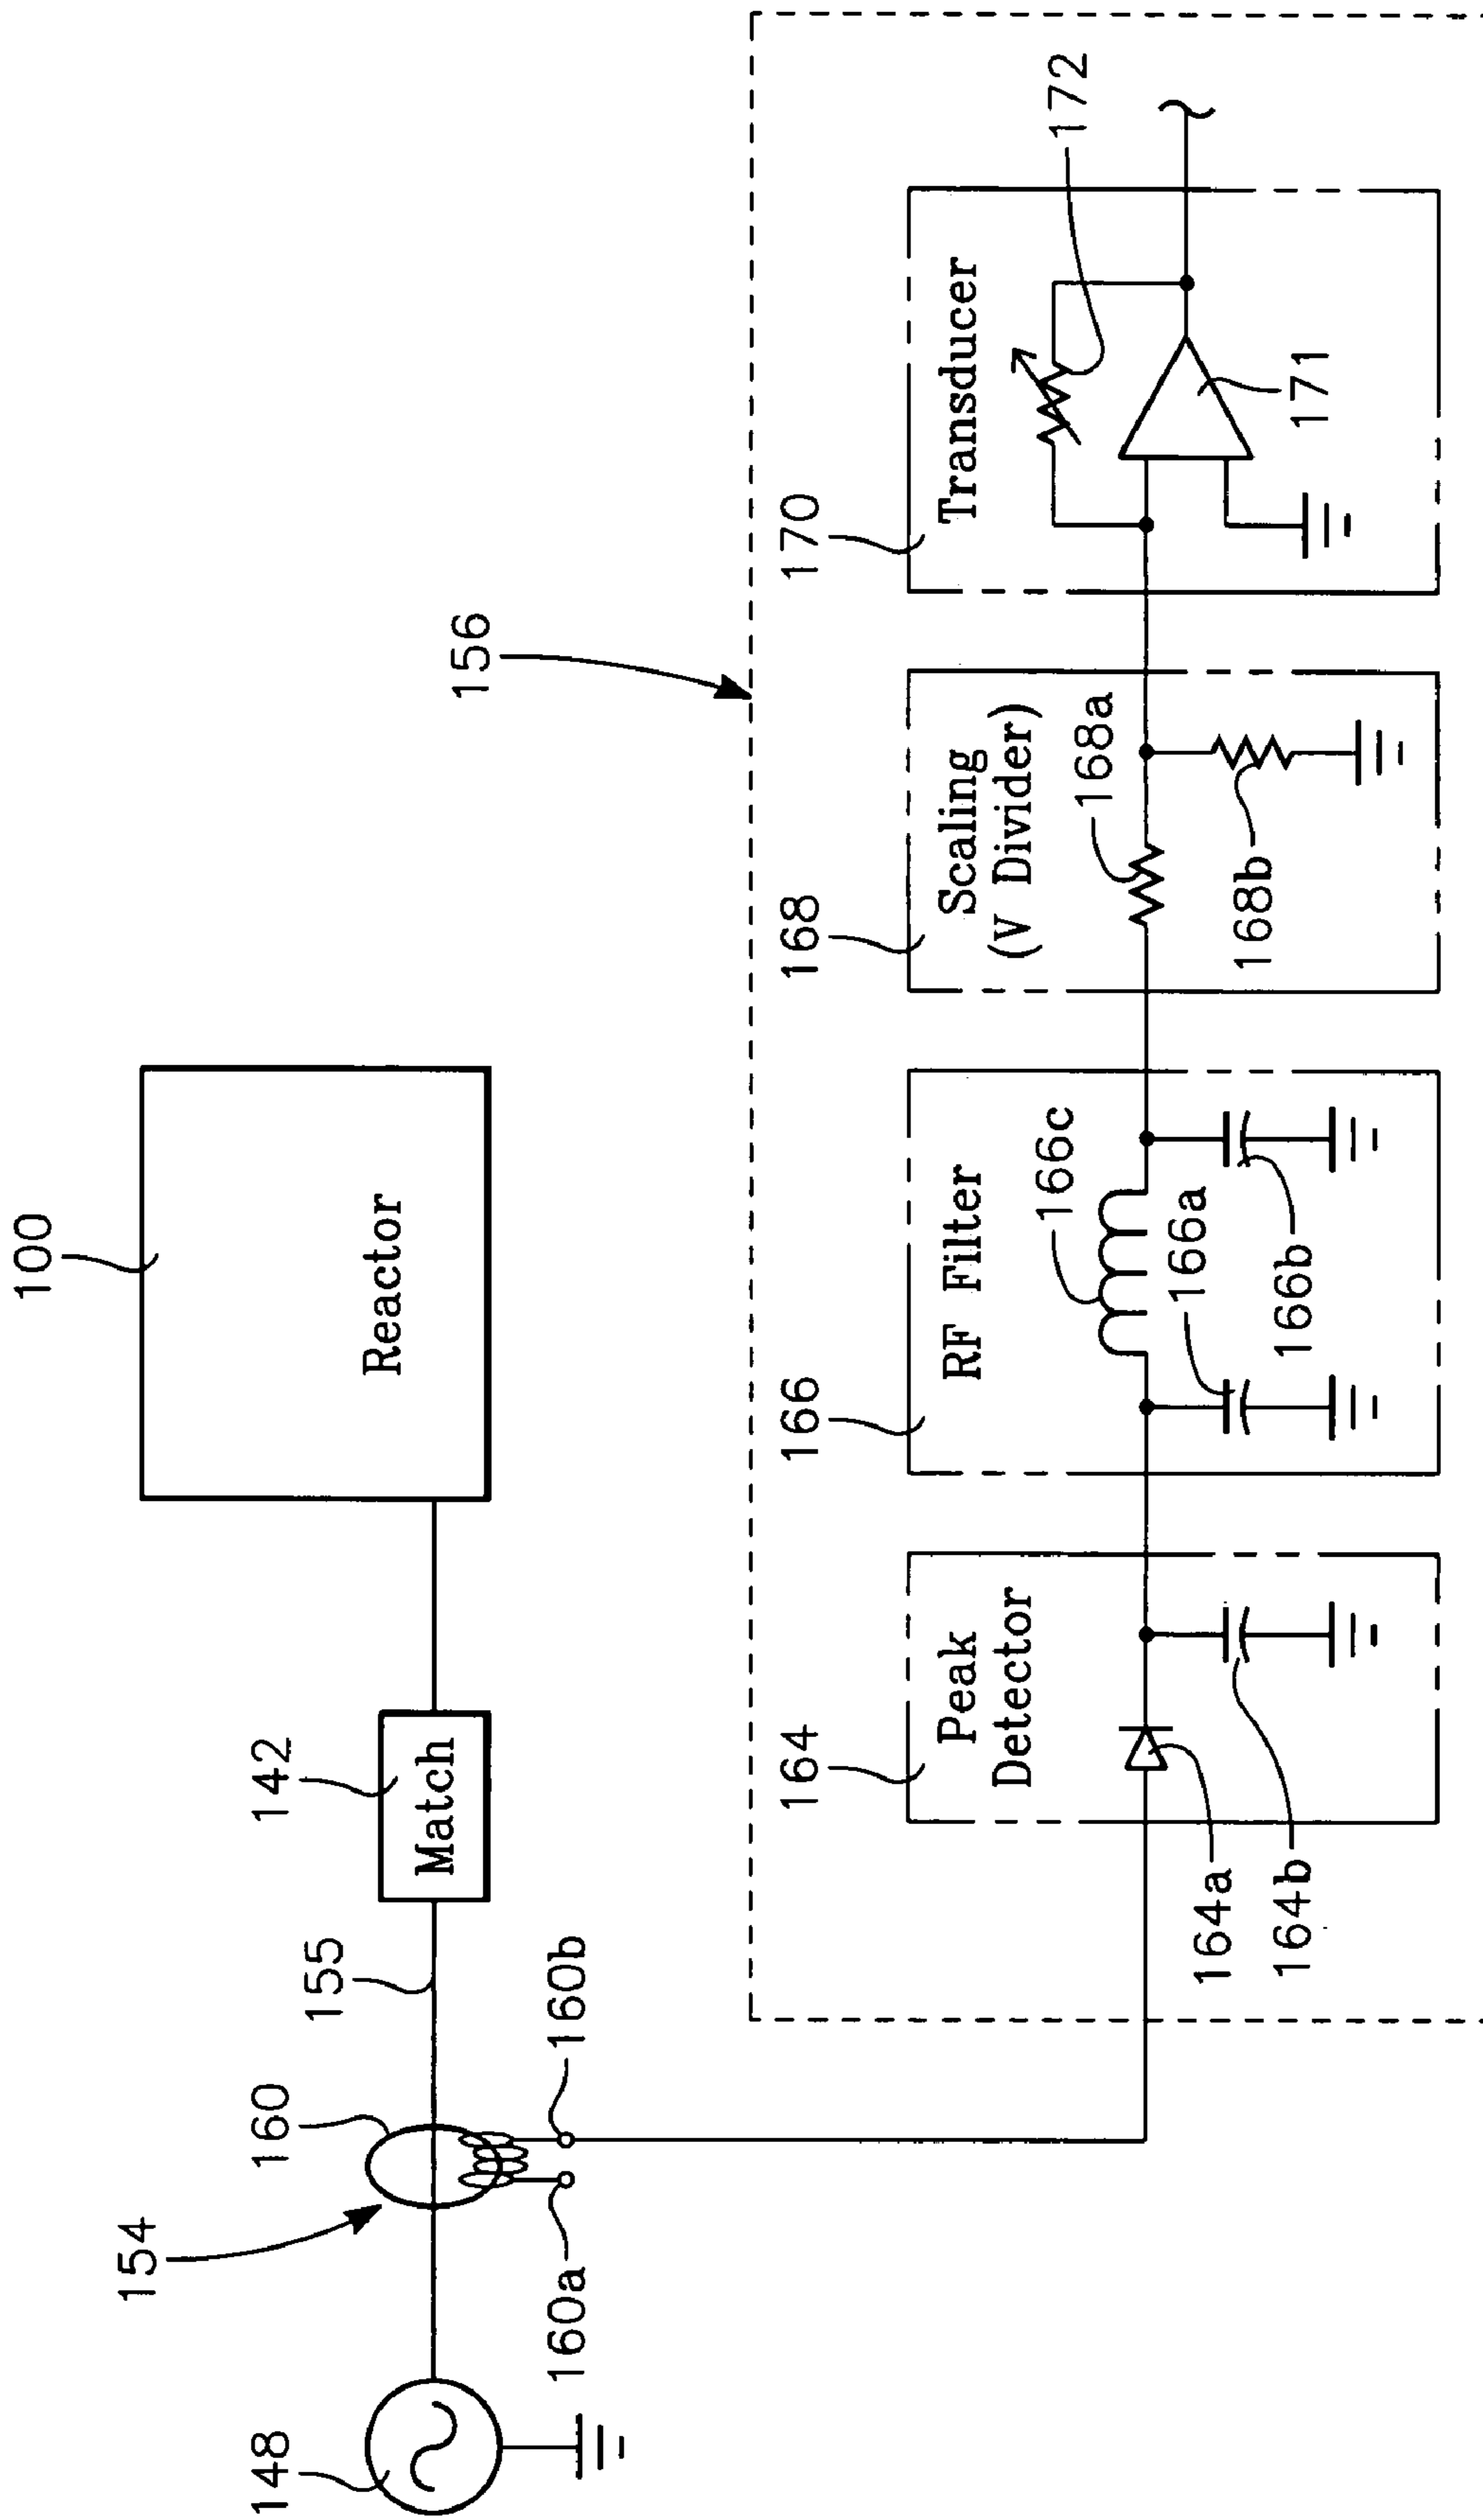 100
Reactor
142
Match
155
160
154
148
160a
160b
156
164
Peak
Detector
164a
164b
166
RF Filter
166c
166a
166b
168
Scaling
(V Divider)
168a
168b
170
Transducer
172
171